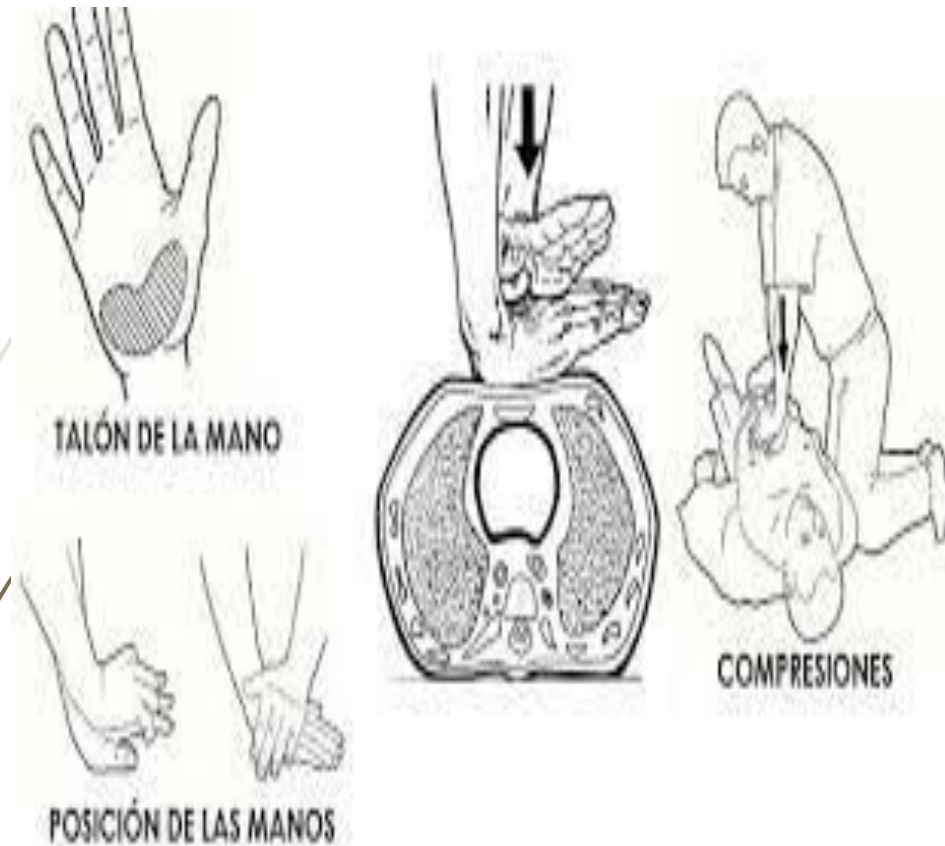 TALÓN DE LA MANO
POSICIÓN DE LAS MANOS
COMPRESIONES